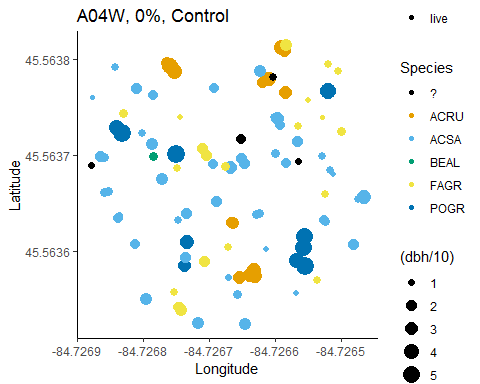 A04W, 0%, Control
live
Species
?
ACRU
ACSA
BEAL
FAGR
POGR
(dbh/10)
1
2
3
4
5
45.5638
45.5637
45.5636
Latitude
-84.7269 -84.7268 -84.7267 -84.7266 -84.7265
Longitude